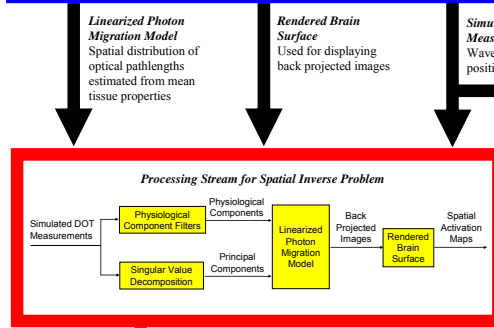 Linearized Photon
Migration Model
Spatial distribution of
optical pathlengths
estimated from mean
tissue properties
Rendered Brain
Surface
Used for displaying
back projected images
Processing Stream for Spatial Inverse Problem
Simulated DOT
Measurements
Physiological
Component Filters
Physiological
Components
Singular Value
Decomposition
Principal
Components
Linearized
Photon
Migration
Model
Back
Projected
Images
Rendered
Brain
Surface
Spatial
Activation
Maps